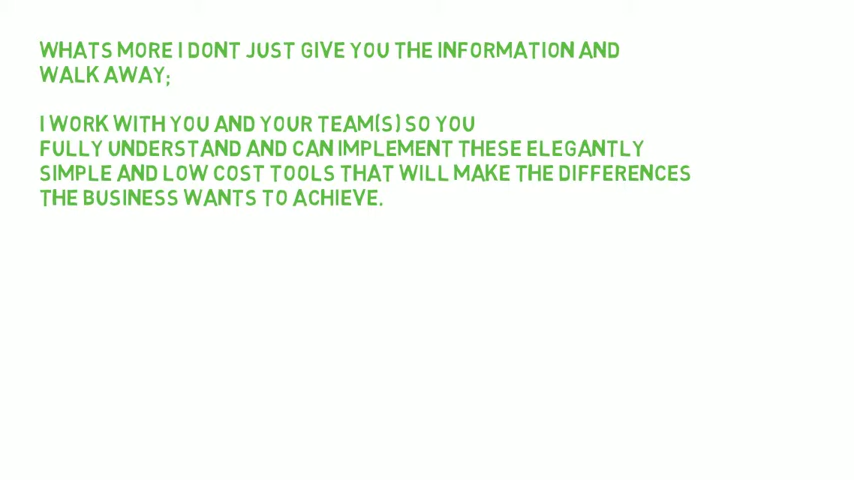 WHATS MORE I DONT JUST GIVE YOU THE INFORMATION AND
WALK AWAY;
I WORK WITH YOU AND YOUR TEAM(S) SO YOU
FULLY UNDERSTAND AND CAN IMPLEMENT THESE ELEGANTLY
SIMPLE AND LOW COST TOOLS THAT WILL MAKE THE DIFFERENCES
THE BUSINESS WANTS TO ACHIEVE.